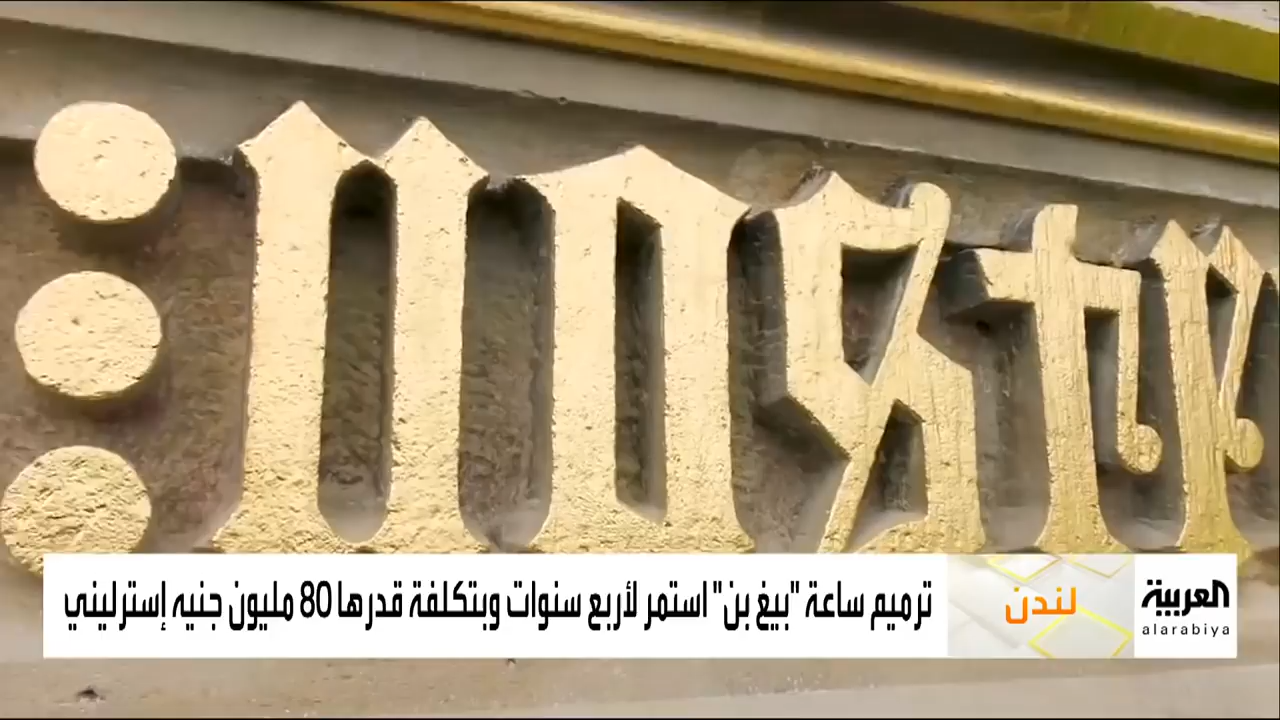 ترميم ساعة "بيغ بن" استمر لأربع سنوات وبتكلفة قدرها 80 مليون جنيه إسترليني
لندن
العربية
alarabiya